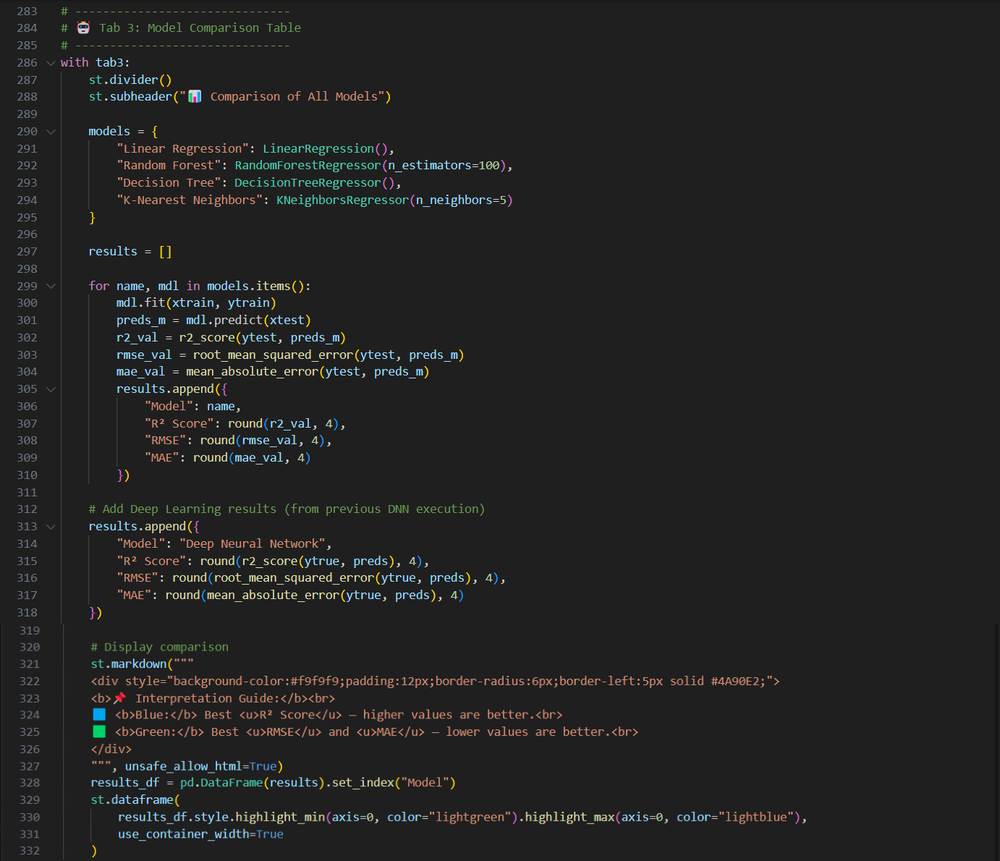 283 # -------------------------------
284 # 🤖 Tab 3: Model Comparison Table
285 # -------------------------------
286 with tab3:
287     st.divider()
288     st.subheader("📊 Comparison of All Models")
289
290     models = {
291         "Linear Regression": LinearRegression(),
292         "Random Forest": RandomForestRegressor(n_estimators=100),
293         "Decision Tree": DecisionTreeRegressor(),
294         "K-Nearest Neighbors": KNeighborsRegressor(n_neighbors=5)
295     }
296
297     results = []
298
299     for name, mdl in models.items():
300         mdl.fit(xtrain, ytrain)
301         preds_m = mdl.predict(xtest)
302         r2_val = r2_score(ytest, preds_m)
303         rmse_val = root_mean_squared_error(ytest, preds_m)
304         mae_val = mean_absolute_error(ytest, preds_m)
305         results.append({
306             "Model": name,
307             "R² Score": round(r2_val, 4),
308             "RMSE": round(rmse_val, 4),
309             "MAE": round(mae_val, 4)
310         })
311
312     # Add Deep Learning results (from previous DNN execution)
313     results.append({
314         "Model": "Deep Neural Network",
315         "R² Score": round(r2_score(ytrue, preds), 4),
316         "RMSE": round(root_mean_squared_error(ytrue, preds), 4),
317         "MAE": round(mean_absolute_error(ytrue, preds), 4)
318     })
319
320     # Display comparison
321     st.markdown("""
322     <div style="background-color:#f9f9f9;padding:12px;border-radius:6px;border-left:5px solid #4A90E2;">
323     <b>📌 Interpretation Guide:</b><br>
324     🟦 <b>Blue:</b> Best <u>R² Score</u> – higher values are better.<br>
325     🟩 <b>Green:</b> Best <u>RMSE</u> and <u>MAE</u> – lower values are better.<br>
326     </div>
327     """, unsafe_allow_html=True)
328     results_df = pd.DataFrame(results).set_index("Model")
329     st.dataframe(
330         results_df.style.highlight_min(axis=0, color="lightgreen").highlight_max(axis=0, color="lightblue"),
331         use_container_width=True
332     )